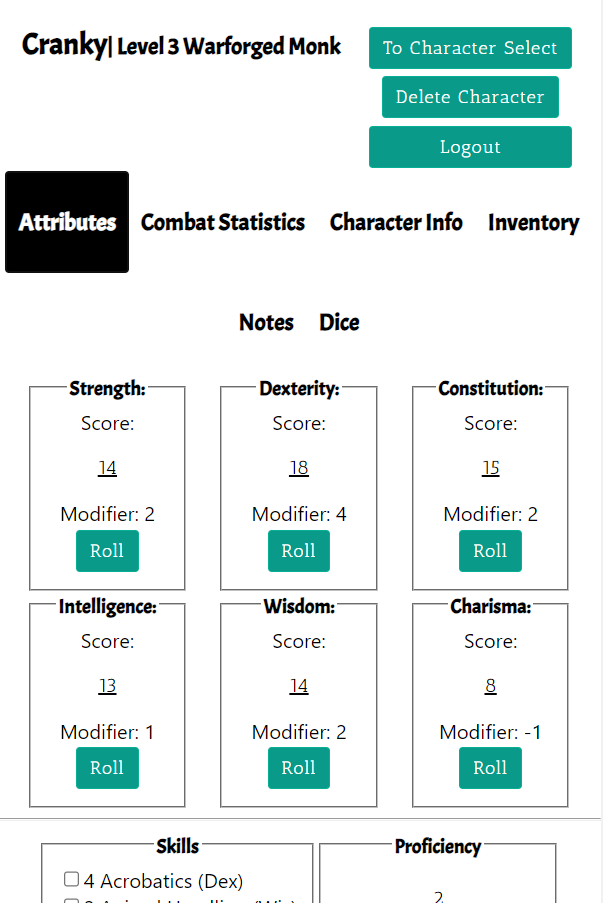 Cranky| Level 3 Warforged Monk
To Character Select
Delete Character
Logout
Attributes Combat Statistics Character Info Inventory
Notes Dice
Strength: Dexterity: Constitution:
Score: Score: Score:
14 18 15
Modifier: 2 Modifier: 4 Modifier: 2
Roll Roll Roll
Intelligence: Wisdom: Charisma:
Score: Score: Score:
13 14 8
Modifier: 1 Modifier: 2 Modifier: -1
Roll Roll Roll
Skills Proficiency
4 Acrobatics (Dex)
2